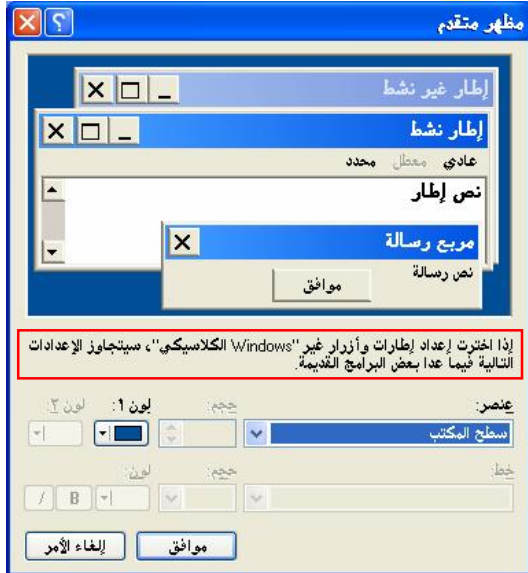 مظهر متقدم
إطار غير نشط
إطار نشط
عادي معطل محدد
نص إطار
مربع رسالة
نص رسالة
موافق
إذا اخترت إعداد إطارات وأزرار غير "Windows الكلاسيكي"، سيتجاوز الإعدادات
التالية فيما عدا بعض البرامج القديمة.
عنصر: حجم: لون ١: لون ٢:
سطح المكتب
خط: حجم: لون:
B /
موافق إلغاء الأمر